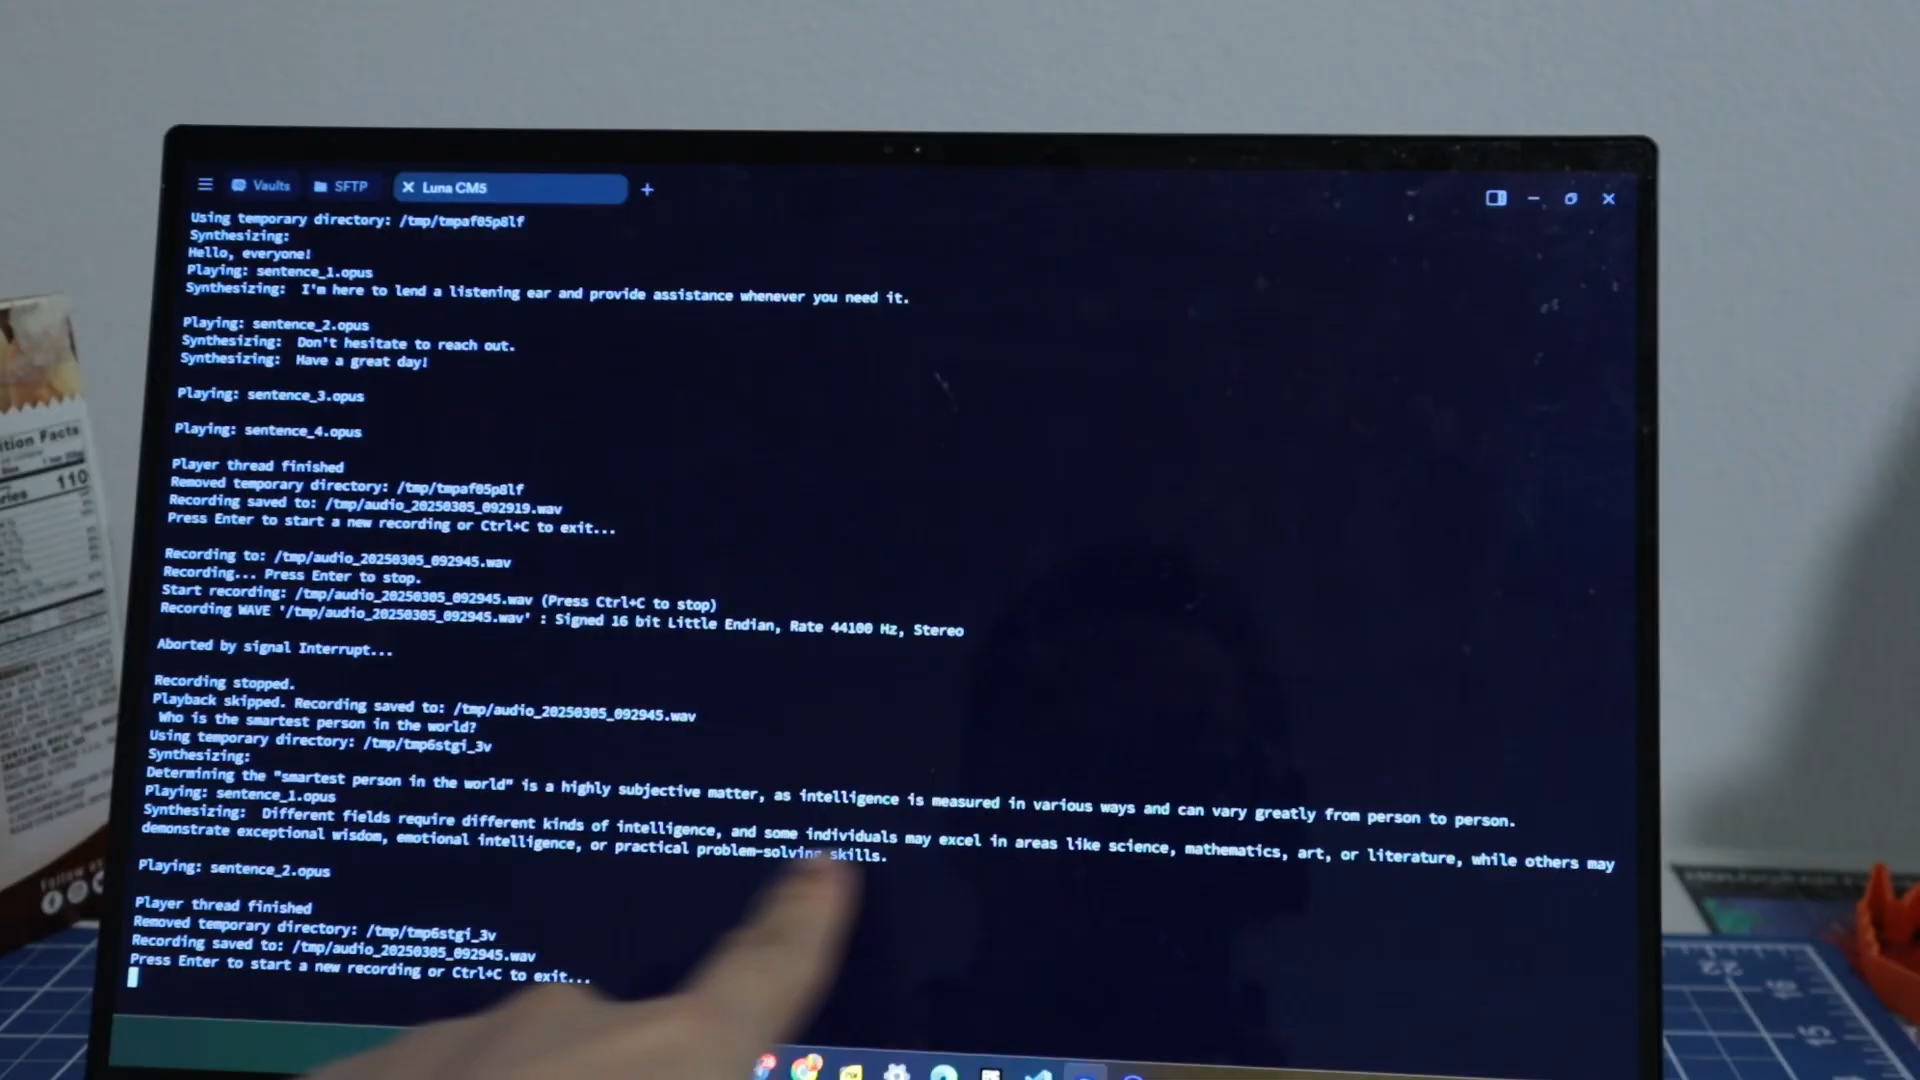 Vaults SFTP Luna CM5
Using temporary directory: /tmp/tmpaf05p8lf
Synthesizing:
Hello, everyone!
Playing: sentence_1.opus
Synthesizing: I'm here to lend a listening ear and provide assistance whenever you need it.
Playing: sentence_2.opus
Synthesizing: Don't hesitate to reach out.
Synthesizing: Have a great day!
Playing: sentence_3.opus
Playing: sentence_4.opus
Player thread finished
Removed temporary directory: /tmp/tmpaf05p8lf
Recording saved to: /tmp/audio_20250305_092919.wav
Press Enter to start a new recording or Ctrl+C to exit...
Recording to: /tmp/audio_20250305_092945.wav
Recording... Press Enter to stop.
Start recording: /tmp/audio_20250305_092945.wav (Press Ctrl+C to stop)
Recording WAVE '/tmp/audio_20250305_092945.wav' : Signed 16 bit Little Endian, Rate 44100 Hz, Stereo
Aborted by signal Interrupt...
Recording stopped.
Playback skipped. Recording saved to: /tmp/audio_20250305_092945.wav
Who is the smartest person in the world?
Using temporary directory: /tmp/tmp6stgi_3v
Synthesizing:
Determining the "smartest person in the world" is a highly subjective matter, as intelligence is measured in various ways and can vary greatly from person to person.
Playing: sentence_1.opus
Synthesizing: Different fields require different kinds of intelligence, and some individuals may excel in areas like science, mathematics, art, or literature, while others may
demonstrate exceptional wisdom, emotional intelligence, or practical problem-solving skills.
Playing: sentence_2.opus
Player thread finished
Removed temporary directory: /tmp/tmp6stgi_3v
Recording saved to: /tmp/audio_20250305_092945.wav
Press Enter to start a new recording or Ctrl+C to exit...
ition Facts
ries 110
Follow us
22
15